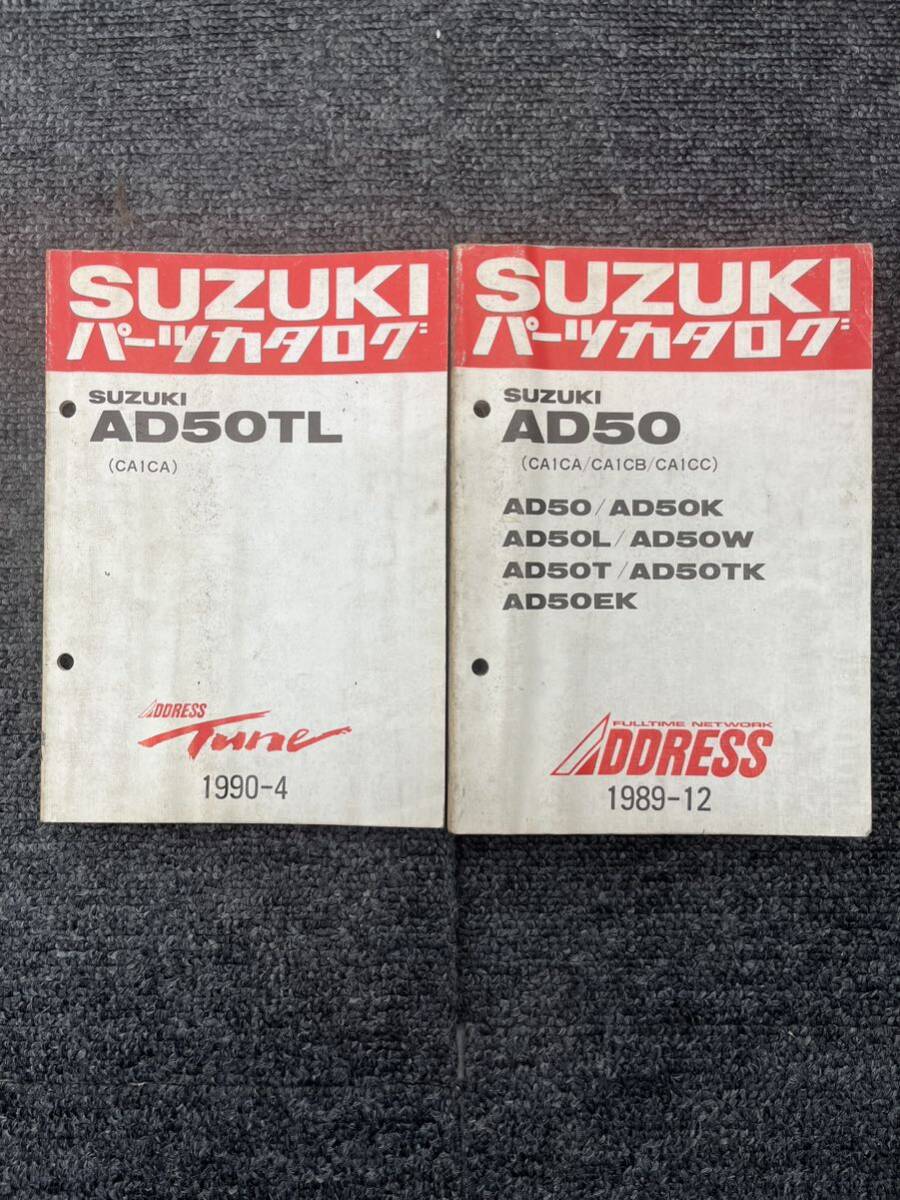 SUZUKI
パーツカタログ
SUZUKI
AD50TL
(CA1CA)
ADDRESS
Tune
1990-4
SUZUKI
パーツカタログ
SUZUKI
AD50
(CA1CA/CA1CB/CA1CC)
AD50/AD50K
AD50L/AD50W
AD50T/AD50TK
AD50EK
FULLTIME NETWORK
ADDRESS
1989-12